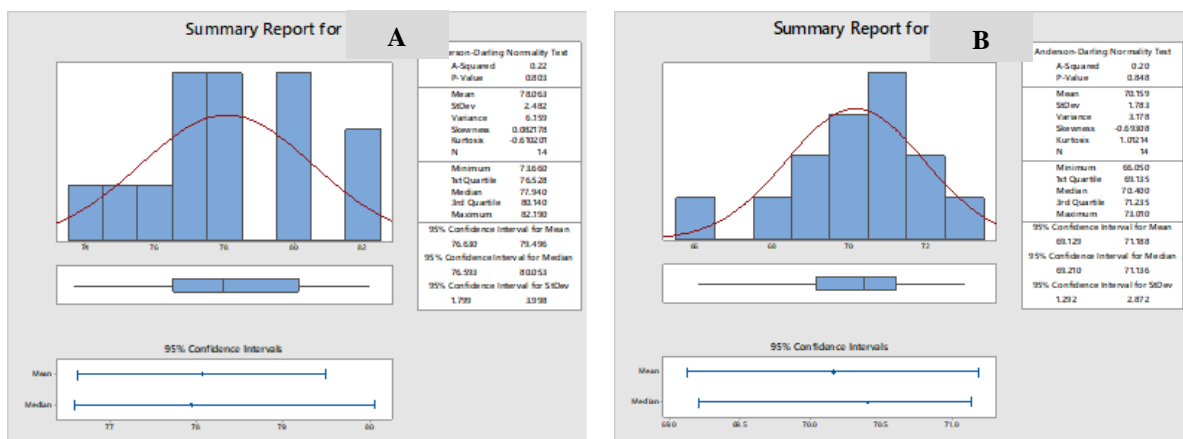 Summary Report for A
erson-Darling Normality Test
A-Squared 0.22
P-Value 0.803
Mean 78.063
StDev 2.482
Variance 6.159
Skewness 0.082178
Kurtosis -0.610201
N 14
Minimum 73.660
1st Quartile 76.528
Median 77.940
3rd Quartile 80.140
Maximum 82.190
95% Confidence Interval for Mean
76.630 79.496
95% Confidence Interval for Median
76.593 80.053
95% Confidence Interval for StDev
1.799 3.998
74 76 78 80 82
95% Confidence Intervals
Mean
Median
77 78 79 80
Summary Report for B
Anderson-Darling Normality Test
A-Squared 0.20
P-Value 0.848
Mean 70.159
StDev 1.783
Variance 3.178
Skewness -0.69308
Kurtosis 1.01214
N 14
Minimum 66.050
1st Quartile 69.135
Median 70.400
3rd Quartile 71.235
Maximum 73.010
95% Confidence Interval for Mean
69.129 71.188
95% Confidence Interval for Median
69.210 71.136
95% Confidence Interval for StDev
1.292 2.872
66 68 70 72
95% Confidence Intervals
Mean
Median
69.0 69.5 70.0 70.5 71.0